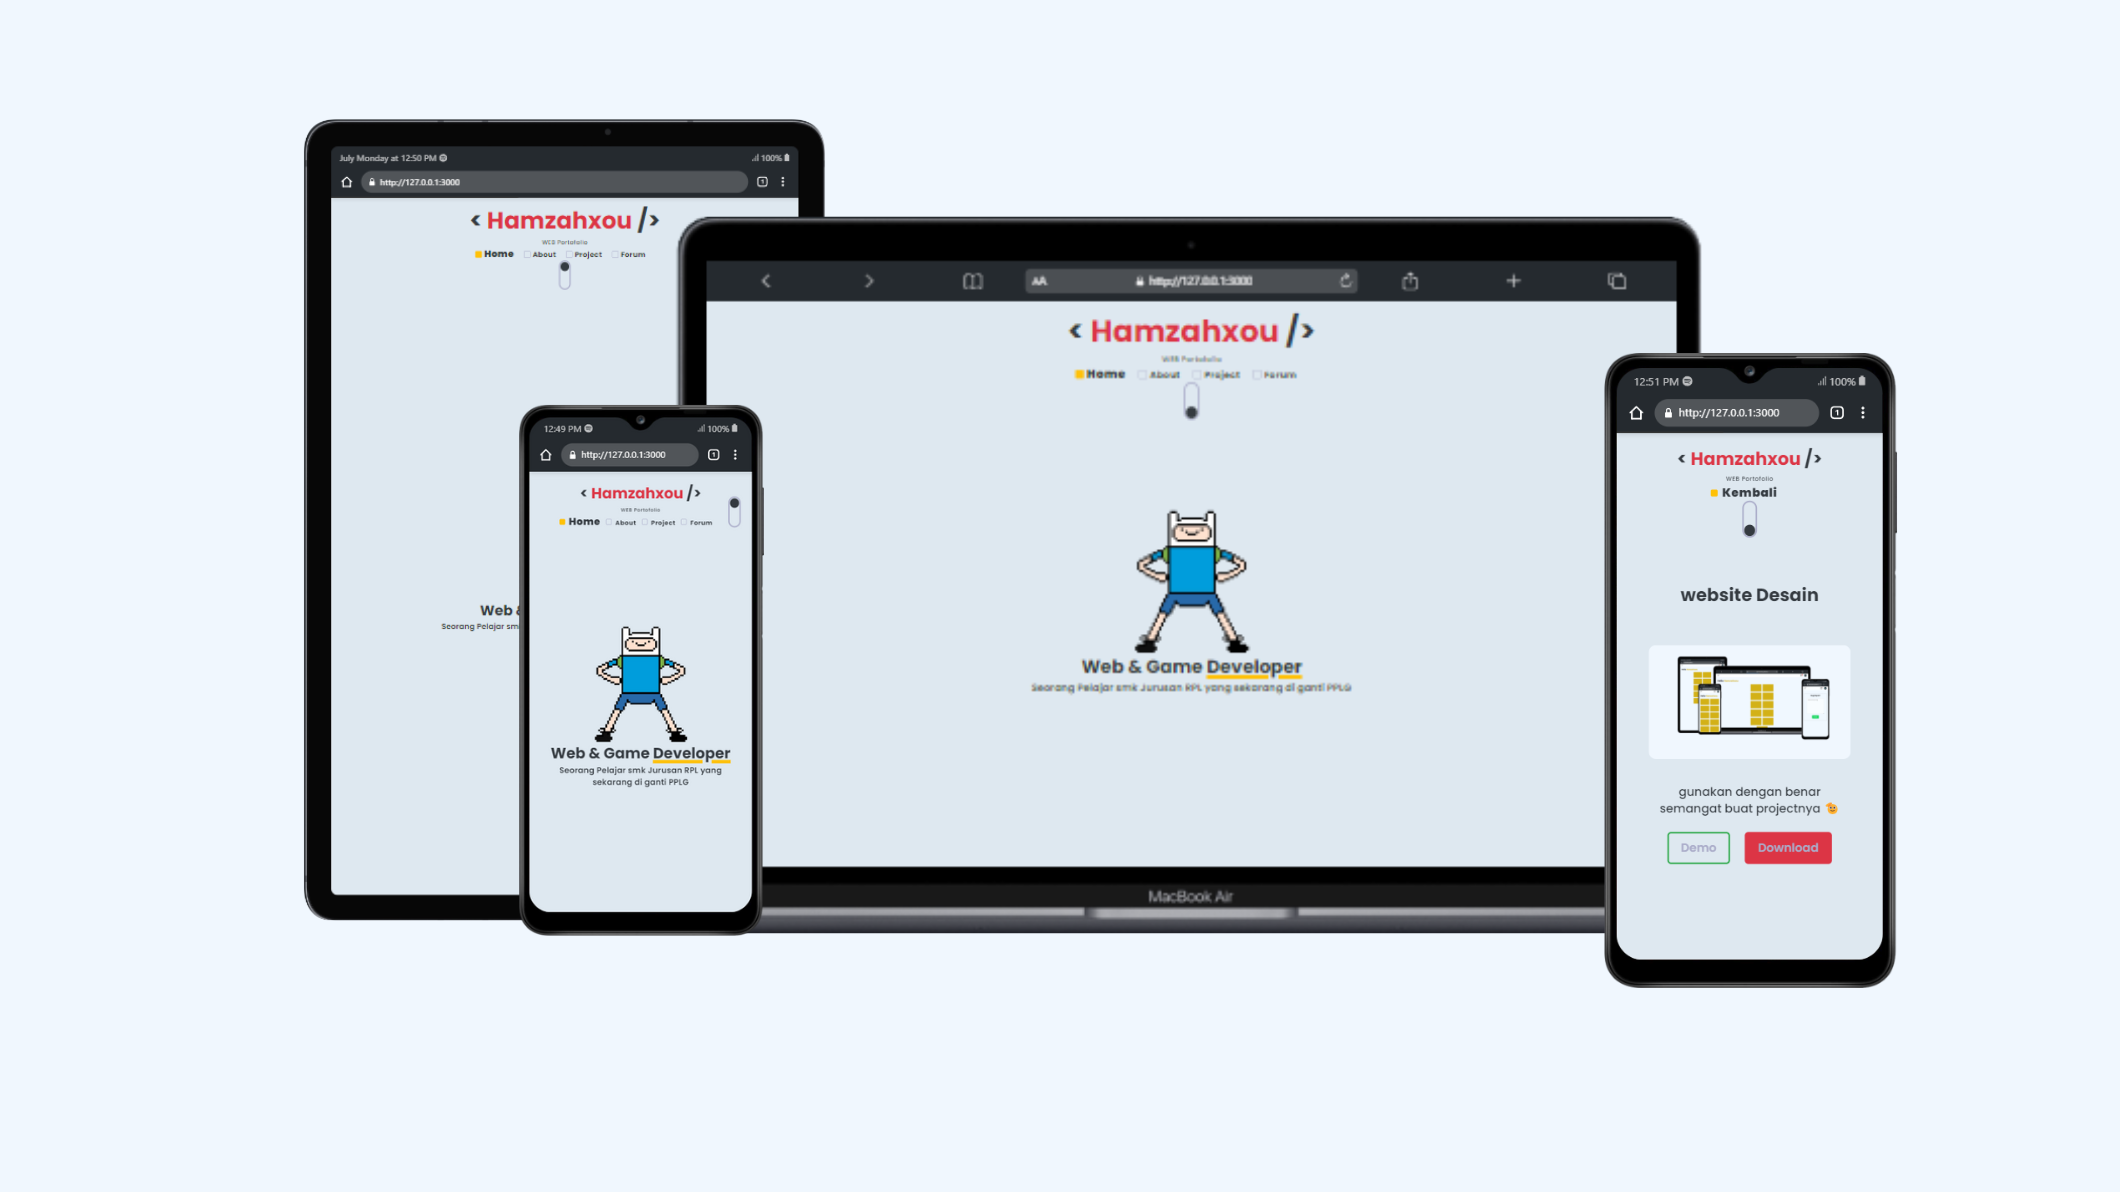 July Monday at 12:50 PM
100%
http://127.0.0.1:3000
1
< Hamzahxou />
WEB Portofolio
Home About Project Forum
Web &
Seorang Pelajar sm
AA http://127.0.0.1:3000
< Hamzahxou />
WEB Portofolio
Home About Project Forum
Web & Game Developer
Seorang Pelajar smk Jurusan RPL yang sekarang di ganti PPLG
MacBook Air
12:49 PM
100%
http://127.0.0.1:3000
1
< Hamzahxou />
WEB Portofolio
Home About Project Forum
Web & Game Developer
Seorang Pelajar smk Jurusan RPL yang
sekarang di ganti PPLG
12:51 PM
100%
http://127.0.0.1:3000
1
< Hamzahxou />
WEB Portofolio
Kembali
website Desain
gunakan dengan benar
semangat buat projectnya
Demo
Download